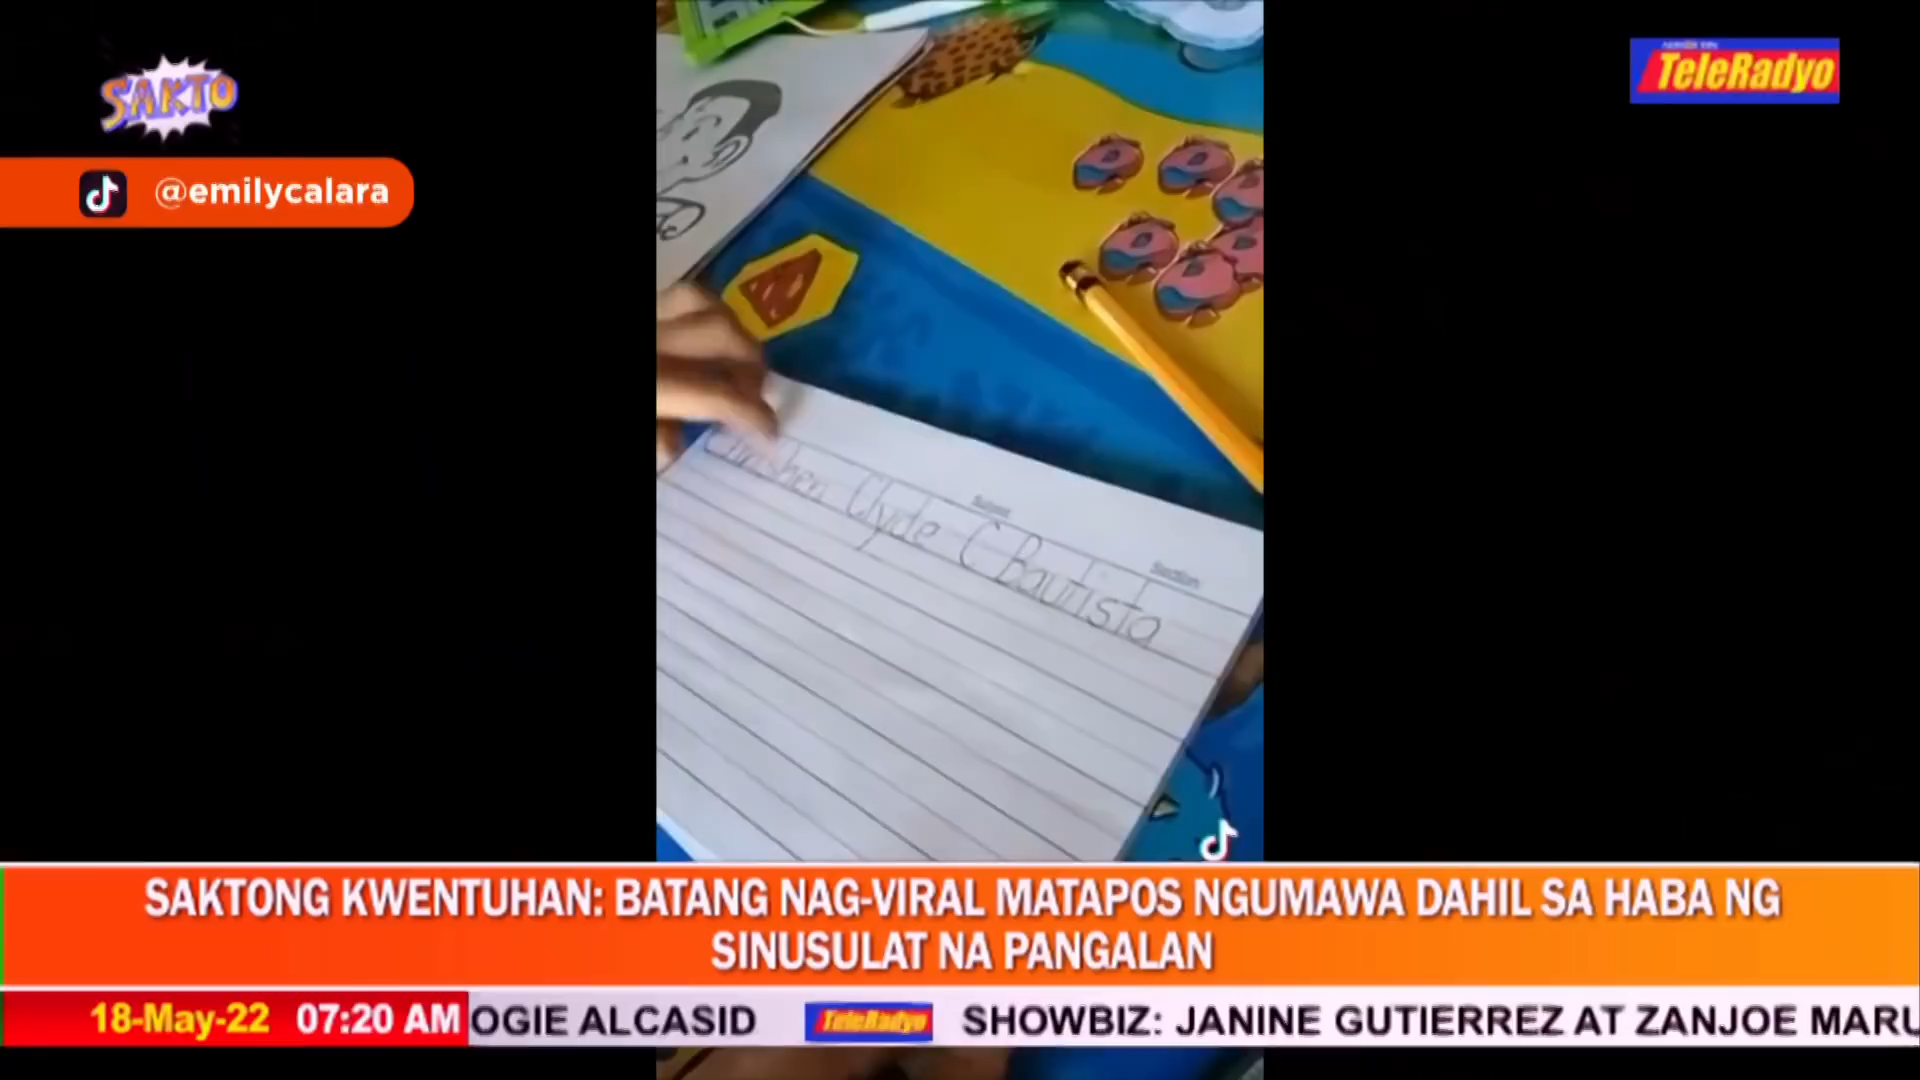 SAKTO
TeleRadyo
@emilycalara
Clyde C Bautista
Section
SAKTONG KWENTUHAN: BATANG NAG-VIRAL MATAPOS NGUMAWA DAHIL SA HABA NG
SINUSULAT NA PANGALAN
18-May-22 07:20 AM OGIE ALCASID TeleRadyo SHOWBIZ: JANINE GUTIERREZ AT ZANJOE MARU